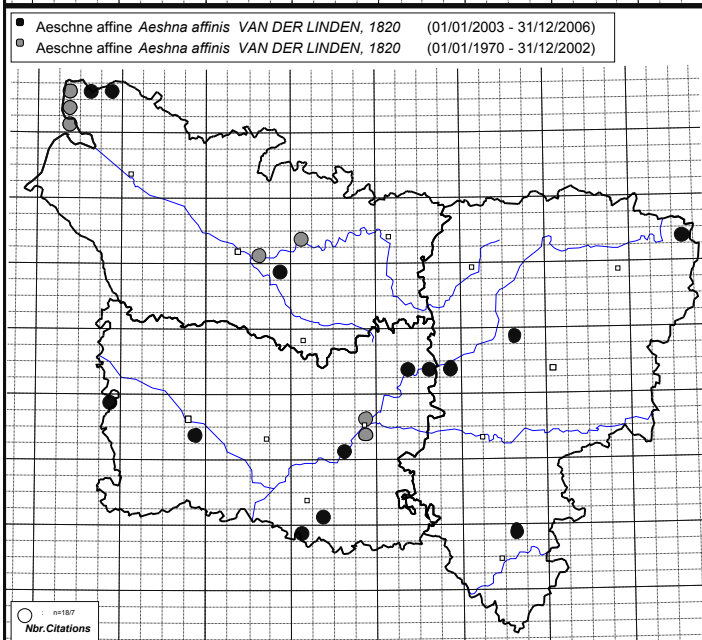 Aeschne affine Aeshna affinis VAN DER LINDEN, 1820 (01/01/2003 - 31/12/2006)
Aeschne affine Aeshna affinis VAN DER LINDEN, 1820 (01/01/1970 - 31/12/2002)
: n=18/7
Nbr.Citations